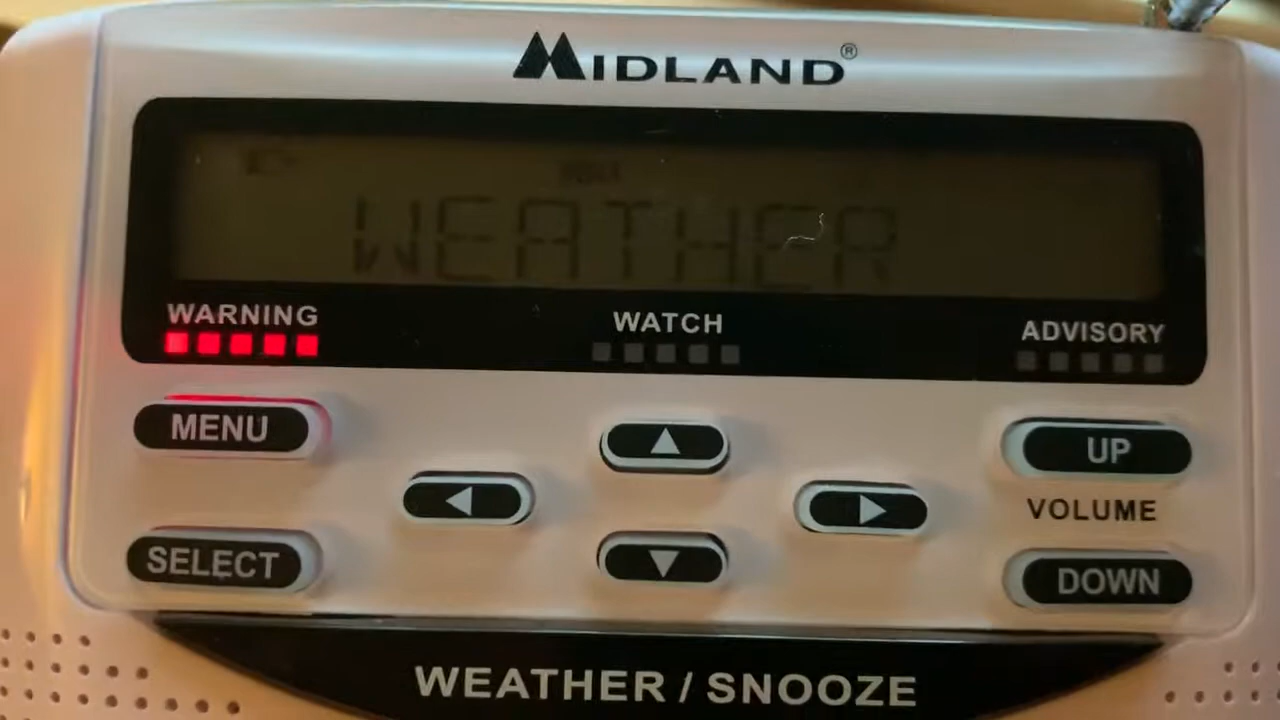 MIDLAND®
WEATHER
WARNING WATCH ADVISORY
MENU
UP
VOLUME
SELECT
DOWN
WEATHER / SNOOZE